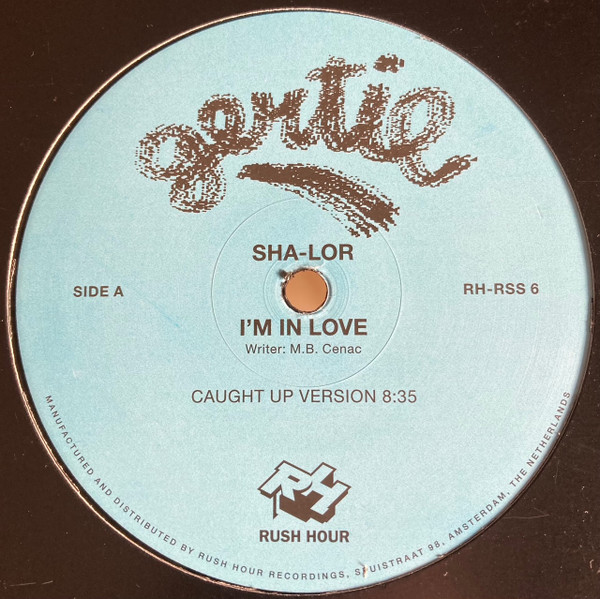 gertie
SHA-LOR
SIDE A
RH-RSS 6
I'M IN LOVE
Writer: M.B. Cenac
CAUGHT UP VERSION 8:35
RH
RUSH HOUR
MANUFACTURED AND DISTRIBUTED BY RUSH HOUR RECORDINGS, SPUISTRAAT 98, AMSTERDAM, THE NETHERLANDS